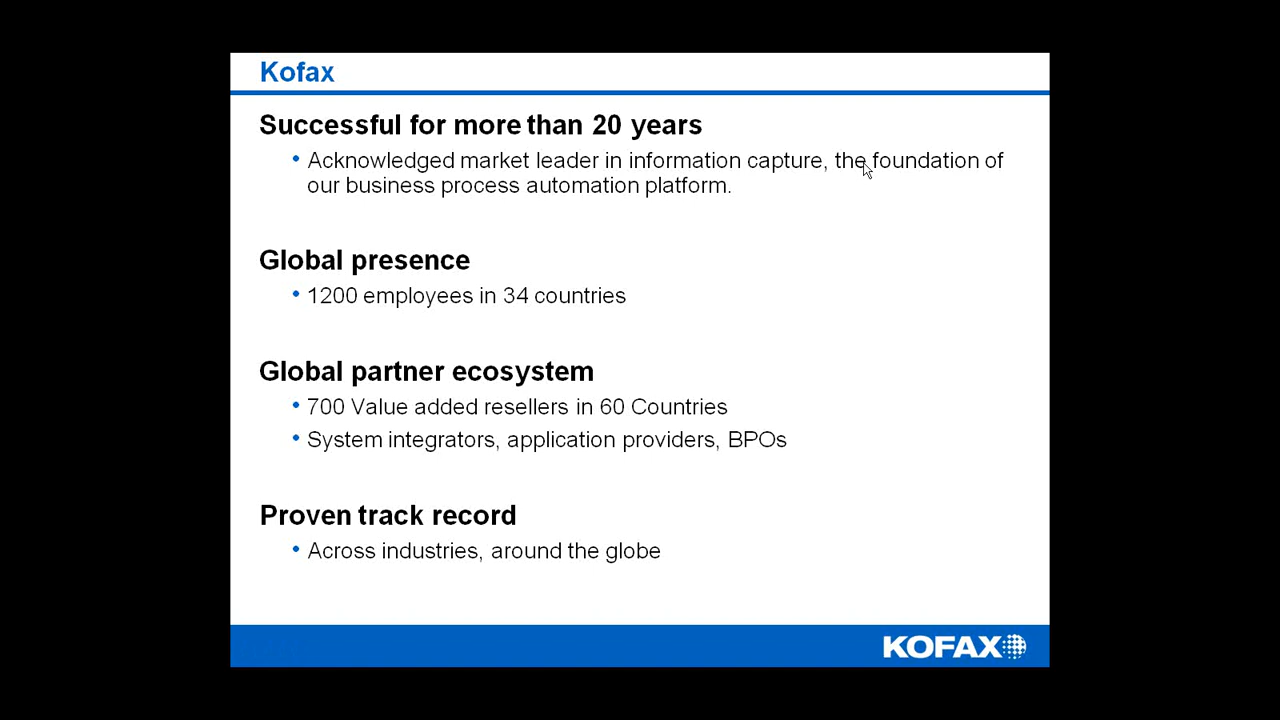 Kofax
Successful for more than 20 years
• Acknowledged market leader in information capture, the foundation of
our business process automation platform.
Global presence
• 1200 employees in 34 countries
Global partner ecosystem
• 700 Value added resellers in 60 Countries
• System integrators, application providers, BPOs
Proven track record
• Across industries, around the globe
KOFAX